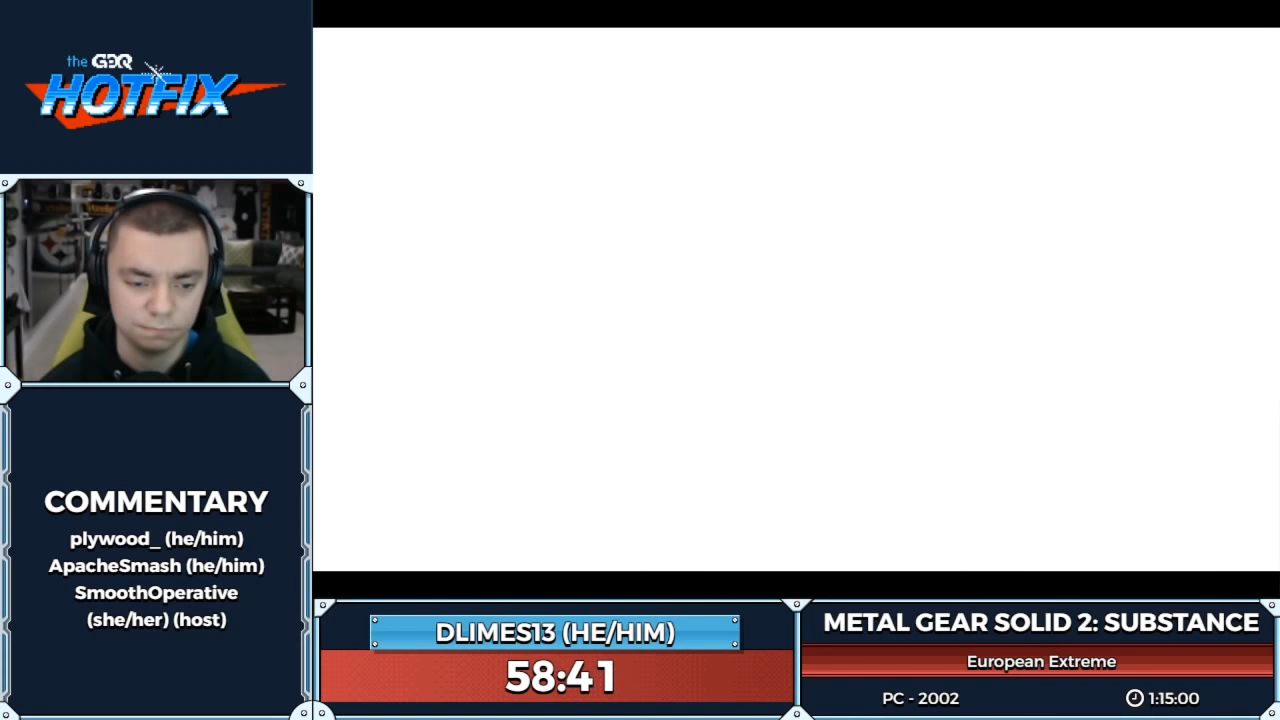 the GDQ
HOTFIX
COMMENTARY
plywood_ (he/him)
ApacheSmash (he/him)
SmoothOperative
(she/her) (host)
DLIMES13 (HE/HIM)
58:41
METAL GEAR SOLID 2: SUBSTANCE
European Extreme
PC - 2002
1:15:00